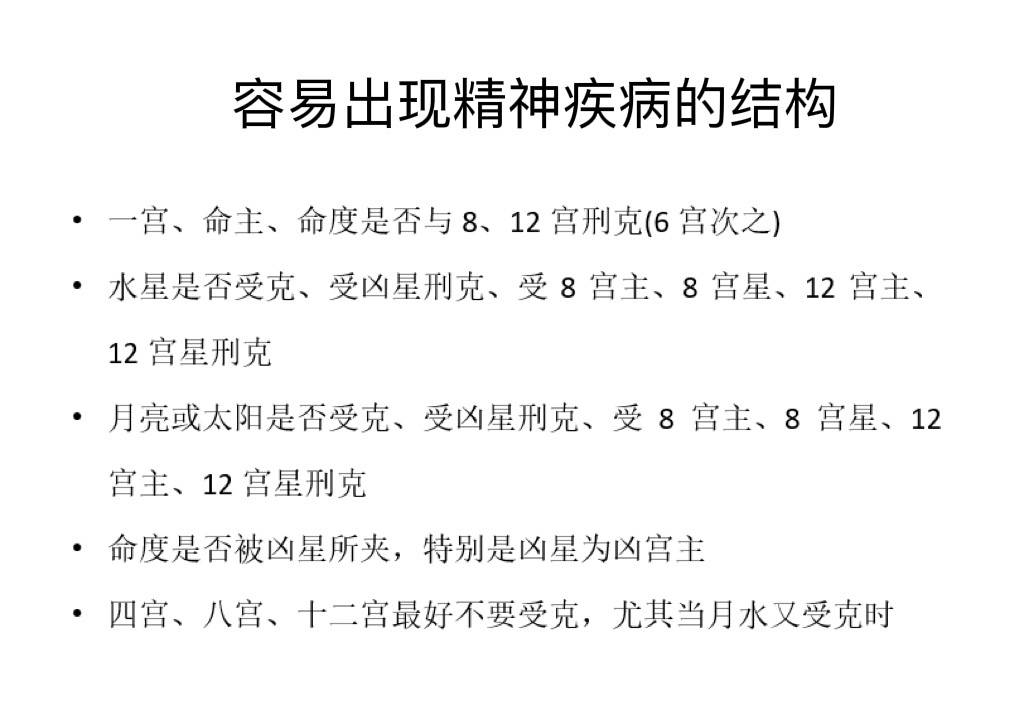 容易出现精神疾病的结构
• 一宫、命主、命度是否与 8、12 宫刑克(6 宫次之)
• 水星是否受克、受凶星刑克、受 8 宫主、8 宫星、12 宫主、
12 宫星刑克
• 月亮或太阳是否受克、受凶星刑克、受 8 宫主、8 宫星、12
宫主、12 宫星刑克
• 命度是否被凶星所夹，特别是凶星为凶宫主
• 四宫、八宫、十二宫最好不要受克，尤其当月水又受克时